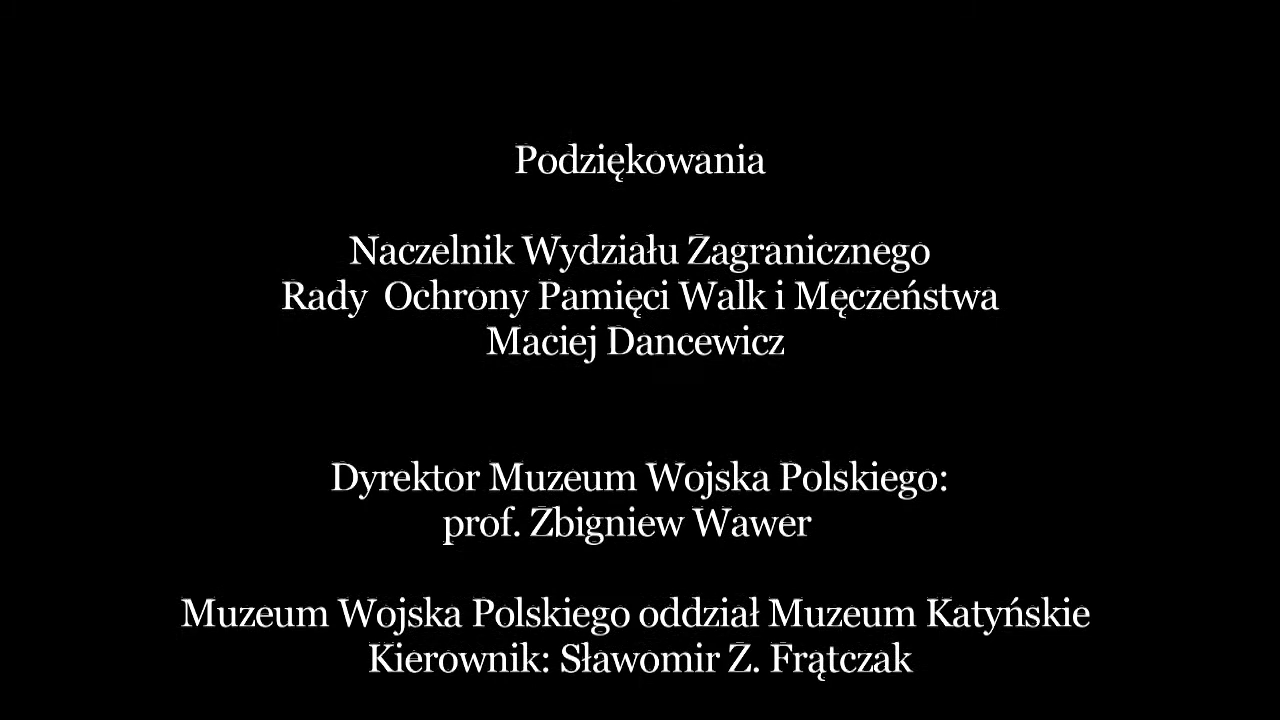 Podziękowania
Naczelnik Wydziału Zagranicznego
Rady Ochrony Pamięci Walk i Męczeństwa
Maciej Dancewicz
Dyrektor Muzeum Wojska Polskiego:
prof. Zbigniew Wawer
Muzeum Wojska Polskiego oddział Muzeum Katyńskie
Kierownik: Sławomir Z. Frątczak